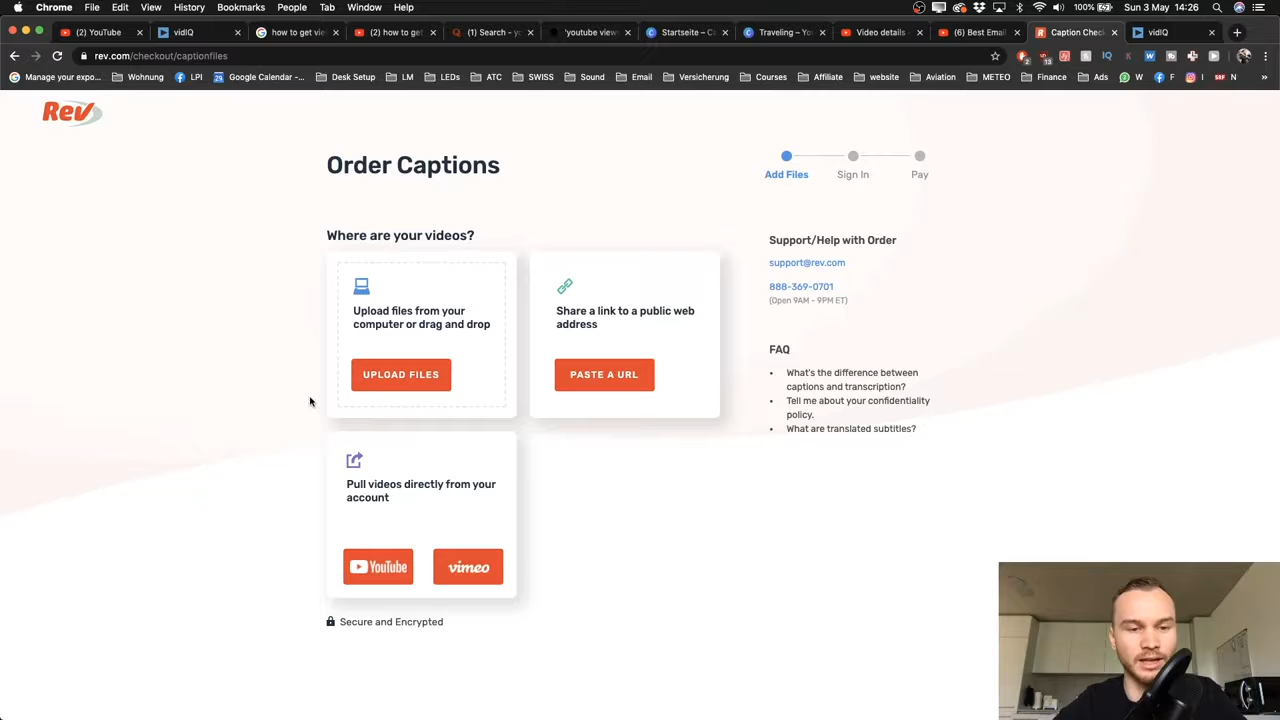 Chrome File Edit View History Bookmarks People Tab Window Help 100% Sun 3 May 14:26
(2) YouTube vidIQ how to get vie (2) how to get (1) Search - yo 'youtube view Startseite – Ca Traveling – Yo Video details - (6) Best Email Caption Chec vidIQ
rev.com/checkout/captionfiles
Manage your expo... Wohnung LPI Google Calendar -... Desk Setup LM LEDs ATC SWISS Sound Email Versicherung Courses Affiliate website Aviation METEO Finance Ads W F N
Rev
Order Captions
Add Files Sign In Pay
Where are your videos?
Upload files from your
computer or drag and drop
UPLOAD FILES
Share a link to a public web
address
PASTE A URL
Pull videos directly from your
account
YouTube vimeo
Secure and Encrypted
Support/Help with Order
support@rev.com
888-369-0701
(Open 9AM - 9PM ET)
FAQ
• What's the difference between
captions and transcription?
• Tell me about your confidentiality
policy.
• What are translated subtitles?